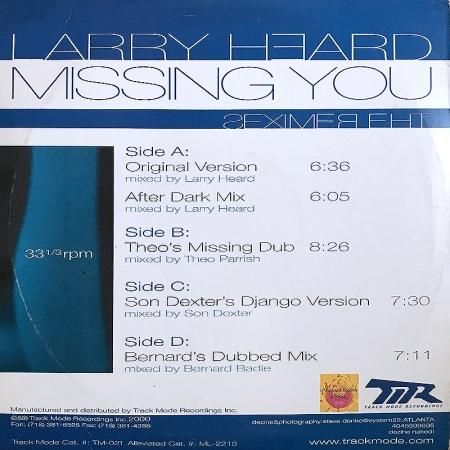 LARRY HEARD
MISSING YOU
THE REMIXES
Side A:
Original Version 6:36
mixed by Larry Heard
After Dark Mix 6:05
mixed by Larry Heard
Side B:
Theo's Missing Dub 8:26
mixed by Theo Parrish
33 1/3 rpm
Side C:
Son Dexter's Django Version 7:30
mixed by Son Dexter
Side D:
Bernard's Dubbed Mix 7:11
mixed by Bernard Badie
TMR
TRACK MODE RECORDINGS
Manufactured and distributed by Track Mode Recordings Inc.
Track Mode Recordings Inc. 2000
dezine naked!
Track Mode Cat. #: TM-021 Alleviated Cat. #: ML-2215
www.trackmode.com